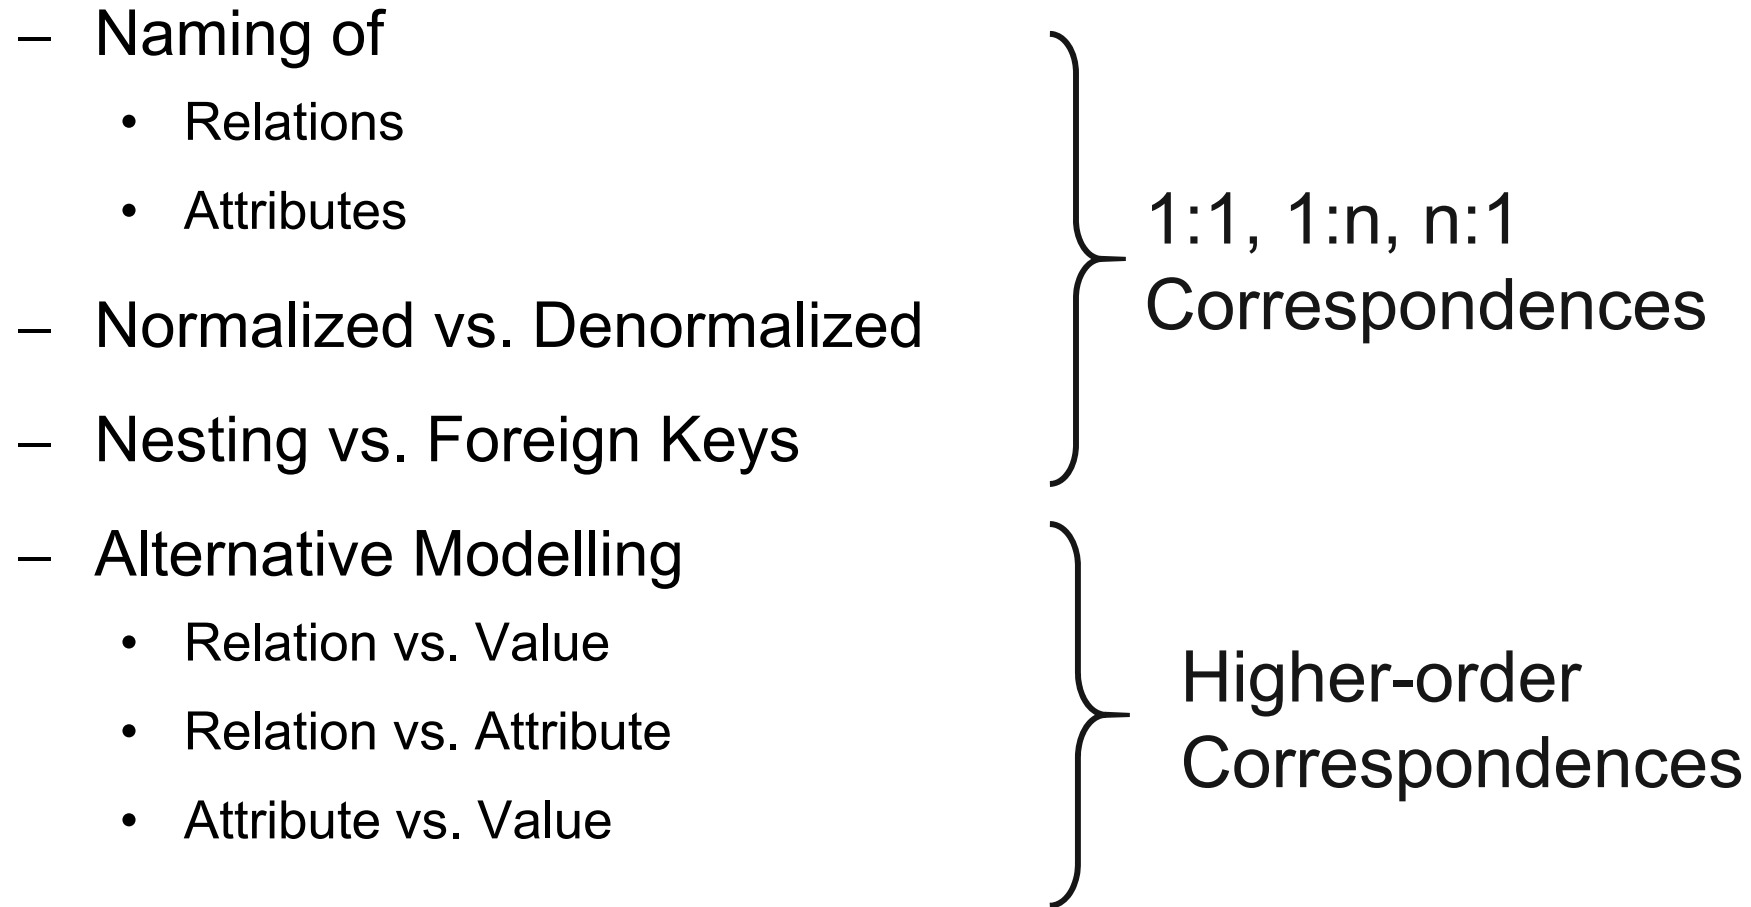 – Naming of
• Relations
• Attributes
– Normalized vs. Denormalized
– Nesting vs. Foreign Keys
1:1, 1:n, n:1
Correspondences
– Alternative Modelling
• Relation vs. Value
• Relation vs. Attribute
• Attribute vs. Value
Higher-order
Correspondences